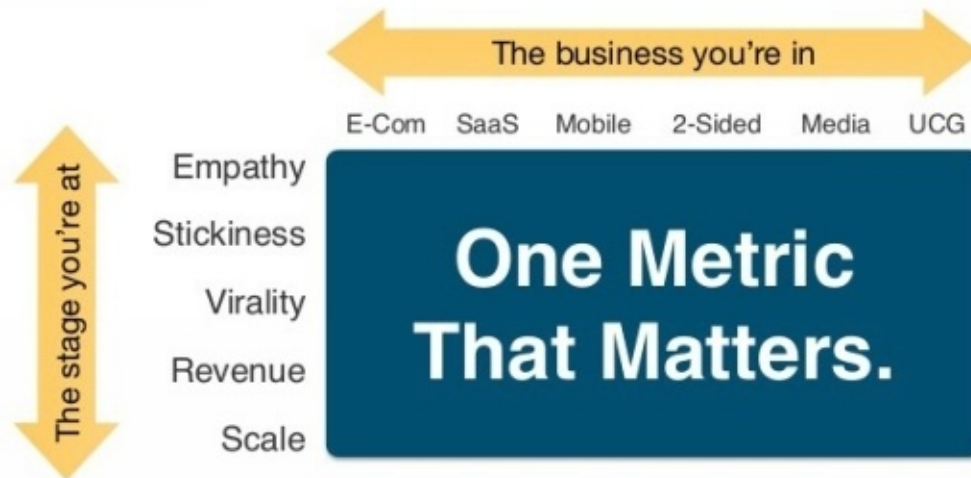 The business you're in
E-Com SaaS Mobile 2-Sided Media UCG
The stage you're at
Empathy
Stickiness
Virality
Revenue
Scale
One Metric
That Matters.